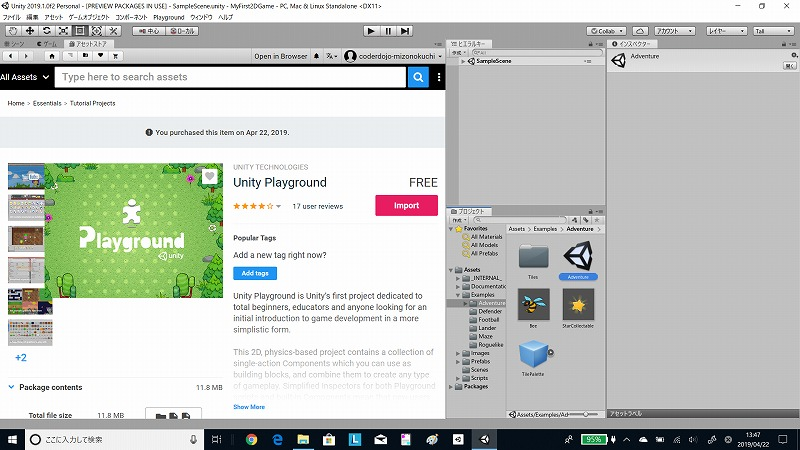 Unity 2019.1.0f2 Personal - [PREVIEW PACKAGES IN USE] - SampleScene.unity - MyFirst2DGame - PC, Mac & Linux Standalone <DX11>
ファイル 編集 アセット ゲームオブジェクト コンポーネント Playground ウィンドウ ヘルプ
中心 ローカル Collab アカウント レイヤー Tall
シーン ゲーム アセットストア
Open in Browser coderdojo-mizonokuchi
All Assets Type here to search assets
Home > Essentials > Tutorial Projects
You purchased this item on Apr 22, 2019.
Playground
unity
+2
UNITY TECHNOLOGIES
Unity Playground FREE
17 user reviews Import
Popular Tags
Add a new tag right now?
Add tags
Unity Playground is Unity's first project dedicated to
total beginners, educators and anyone looking for an
initial introduction to game development in a more
simplistic form.
This 2D, physics-based project contains a collection of
single-action Components which you can use as
building blocks, and combine them to create any type
of gameplay. Simplified Inspectors for both Playground
Show More
Package contents 11.8 MB
Total file size 11.8 MB
ヒエラルキー
作成 All
SampleScene
インスペクター
Adventure
開く
プロジェクト
作成
Favorites
All Materials
All Models
All Prefabs
Assets
_INTERNAL_
Documentation
Examples
Adventure
Defender
Football
Lander
Maze
Roguelike
Images
Prefabs
Scenes
Scripts
Packages
Assets > Examples > Adventure >
Tiles
Adventure
Bee
StarCollectable
TilePalette
Assets/Examples/Ad
アセットラベル
ここに入力して検索
95%
13:47
2019/04/22